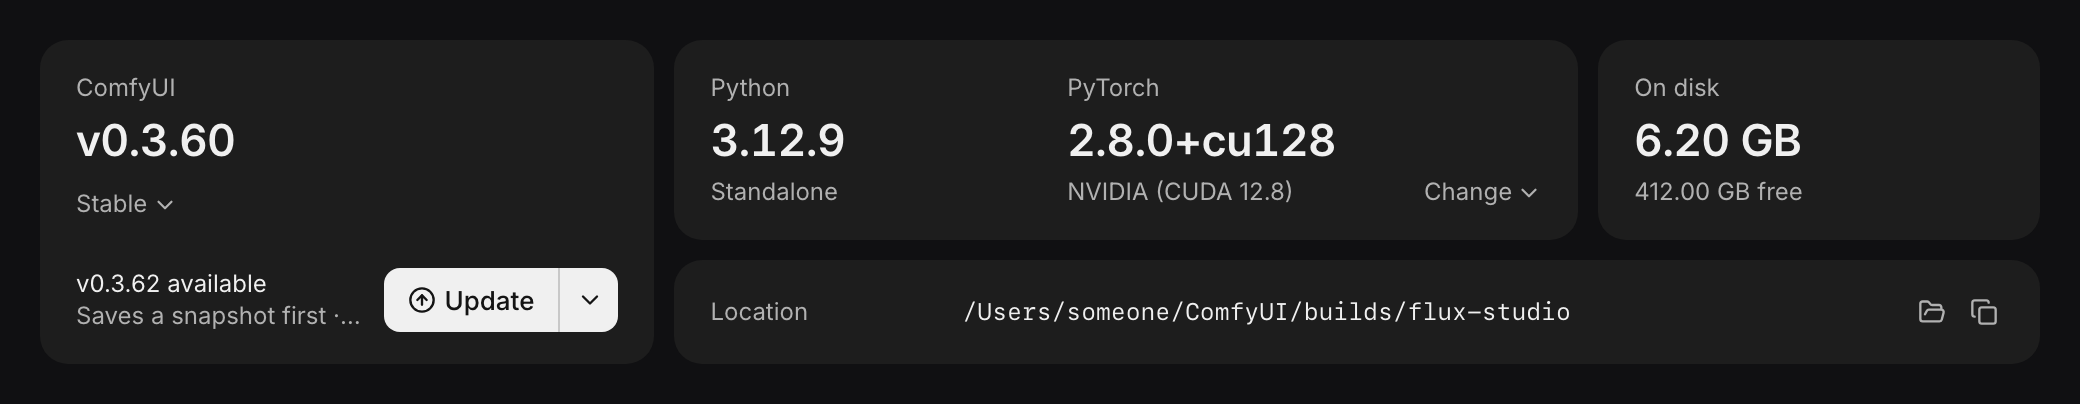 ComfyUI
v0.3.60
Stable
v0.3.62 available
Saves a snapshot first ·...
Update
Python
3.12.9
Standalone
PyTorch
2.8.0+cu128
NVIDIA (CUDA 12.8)
Change
On disk
6.20 GB
412.00 GB free
Location
/Users/someone/ComfyUI/builds/flux-studio